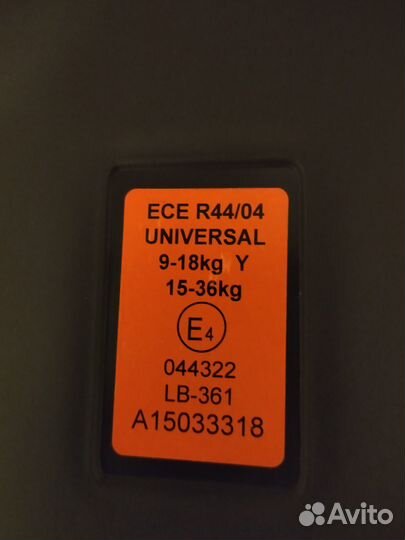 ECE R44/04
UNIVERSAL
9-18kg Y
15-36kg
E4
044322
LB-361
A15033318
Avito